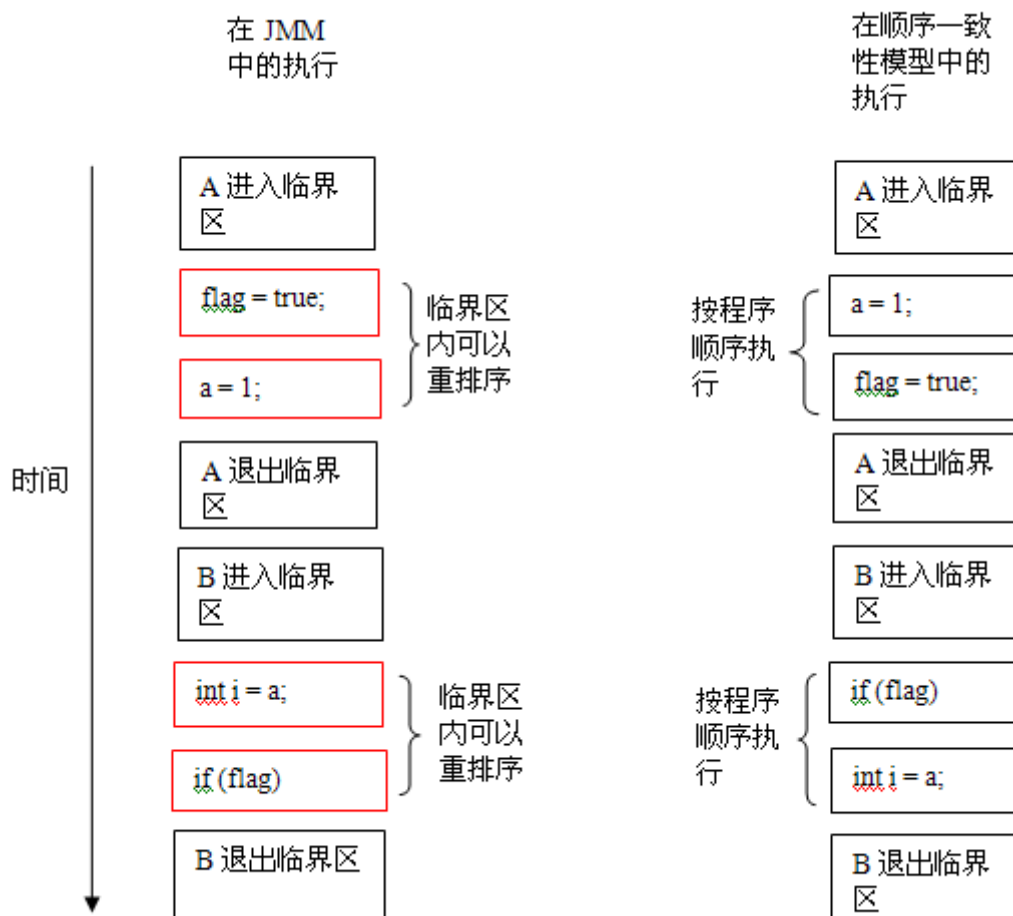 在 JMM
中的执行
在顺序一致
性模型中的
执行
A 进入临界
区
flag = true;
a = 1;
临界区
内可以
重排序
A 退出临界
区
B 进入临界
区
int i = a;
if (flag)
临界区
内可以
重排序
B 退出临界区
时间
A 进入临界
区
按程序
顺序执
行
a = 1;
flag = true;
A 退出临界
区
B 进入临界
区
按程序
顺序执
行
if (flag)
int i = a;
B 退出临界
区